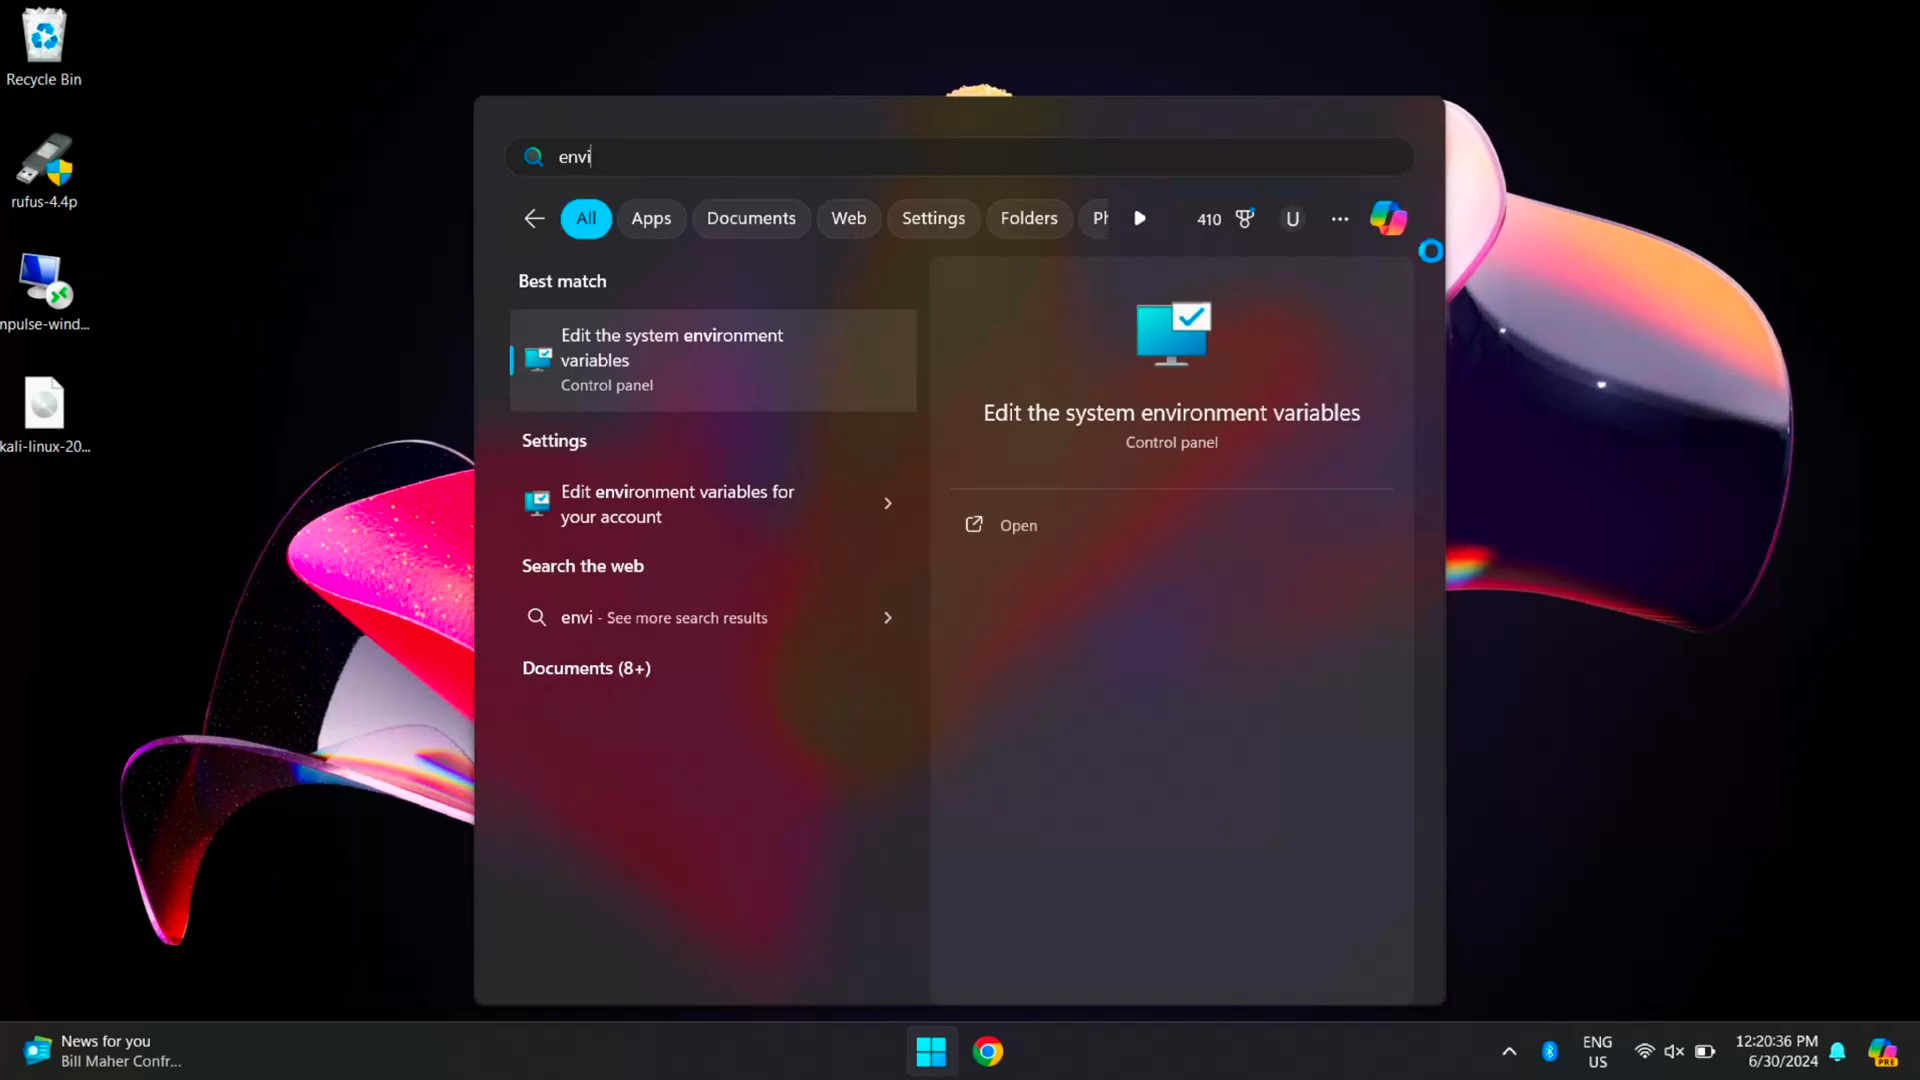 Recycle Bin
rufus-4.4p
npulse-wind...
kali-linux-20...
envi
All
Apps
Documents
Web
Settings
Folders
Ph
410
U
Best match
Edit the system environment
variables
Control panel
Settings
Edit environment variables for
your account
Search the web
envi - See more search results
Documents (8+)
Edit the system environment variables
Control panel
Open
News for you
Bill Maher Confr...
ENG
US
12:20:36 PM
6/30/2024
PRE